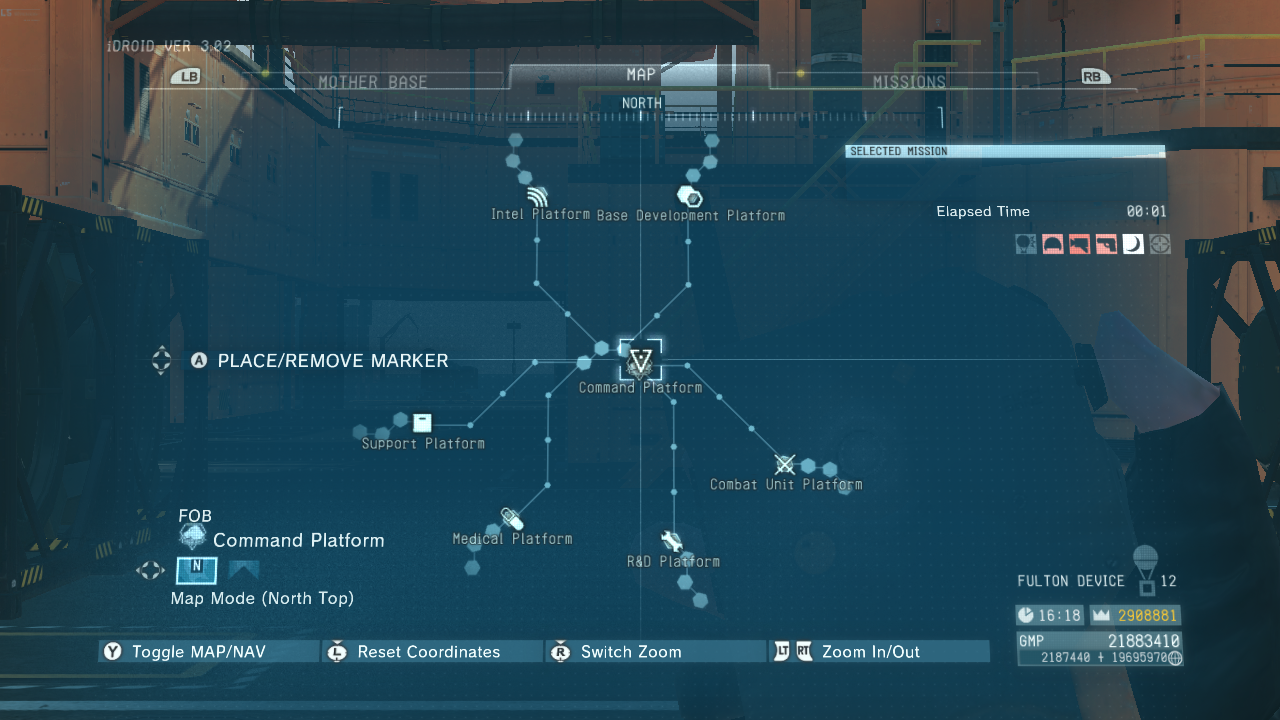 iDROID VER 3.02
LB
MOTHER BASE
MAP
MISSIONS
RB
NORTH
SELECTED MISSION
Elapsed Time 00:01
Intel Platform
Base Development Platform
A PLACE/REMOVE MARKER
Command Platform
Support Platform
Combat Unit Platform
Medical Platform
R&D Platform
FOB
Command Platform
N
Map Mode (North Top)
FULTON DEVICE 12
16:18 2908881
GMP 21883410
2187440 + 19695970
Y Toggle MAP/NAV
L Reset Coordinates
R Switch Zoom
LT RT Zoom In/Out